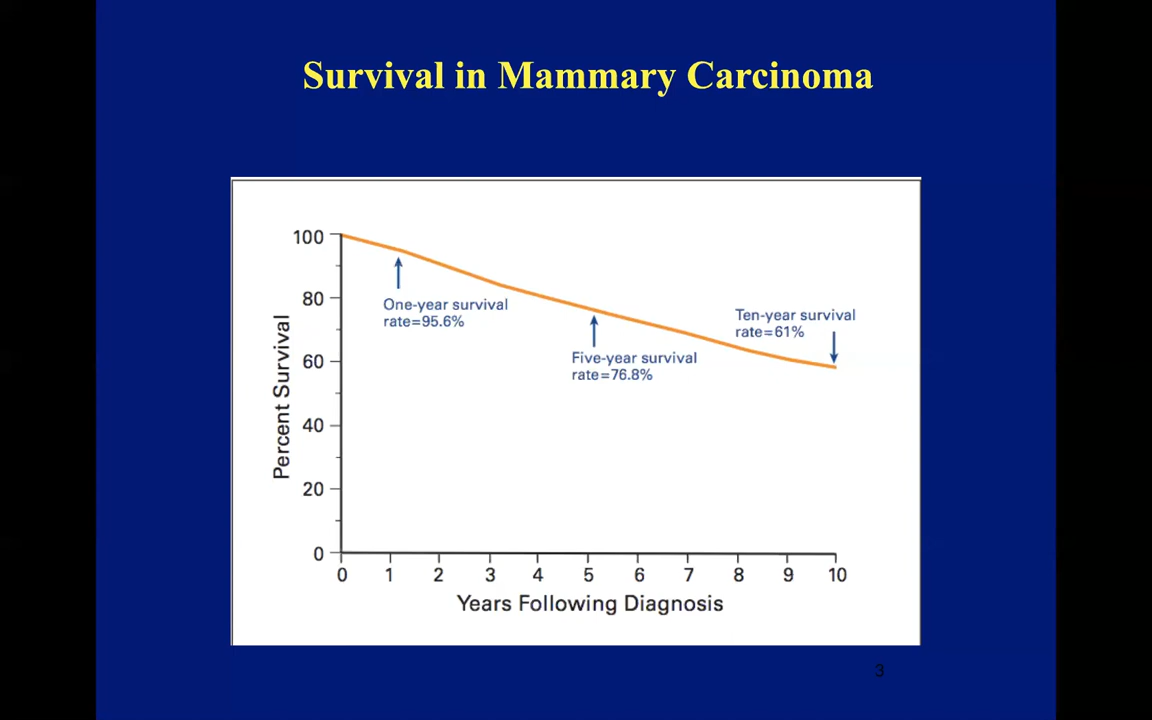 Survival in Mammary Carcinoma
100
80
60
40
20
0
Percent Survival
One-year survival
rate=95.6%
Five-year survival
rate=76.8%
Ten-year survival
rate=61%
0 1 2 3 4 5 6 7 8 9 10
Years Following Diagnosis
3